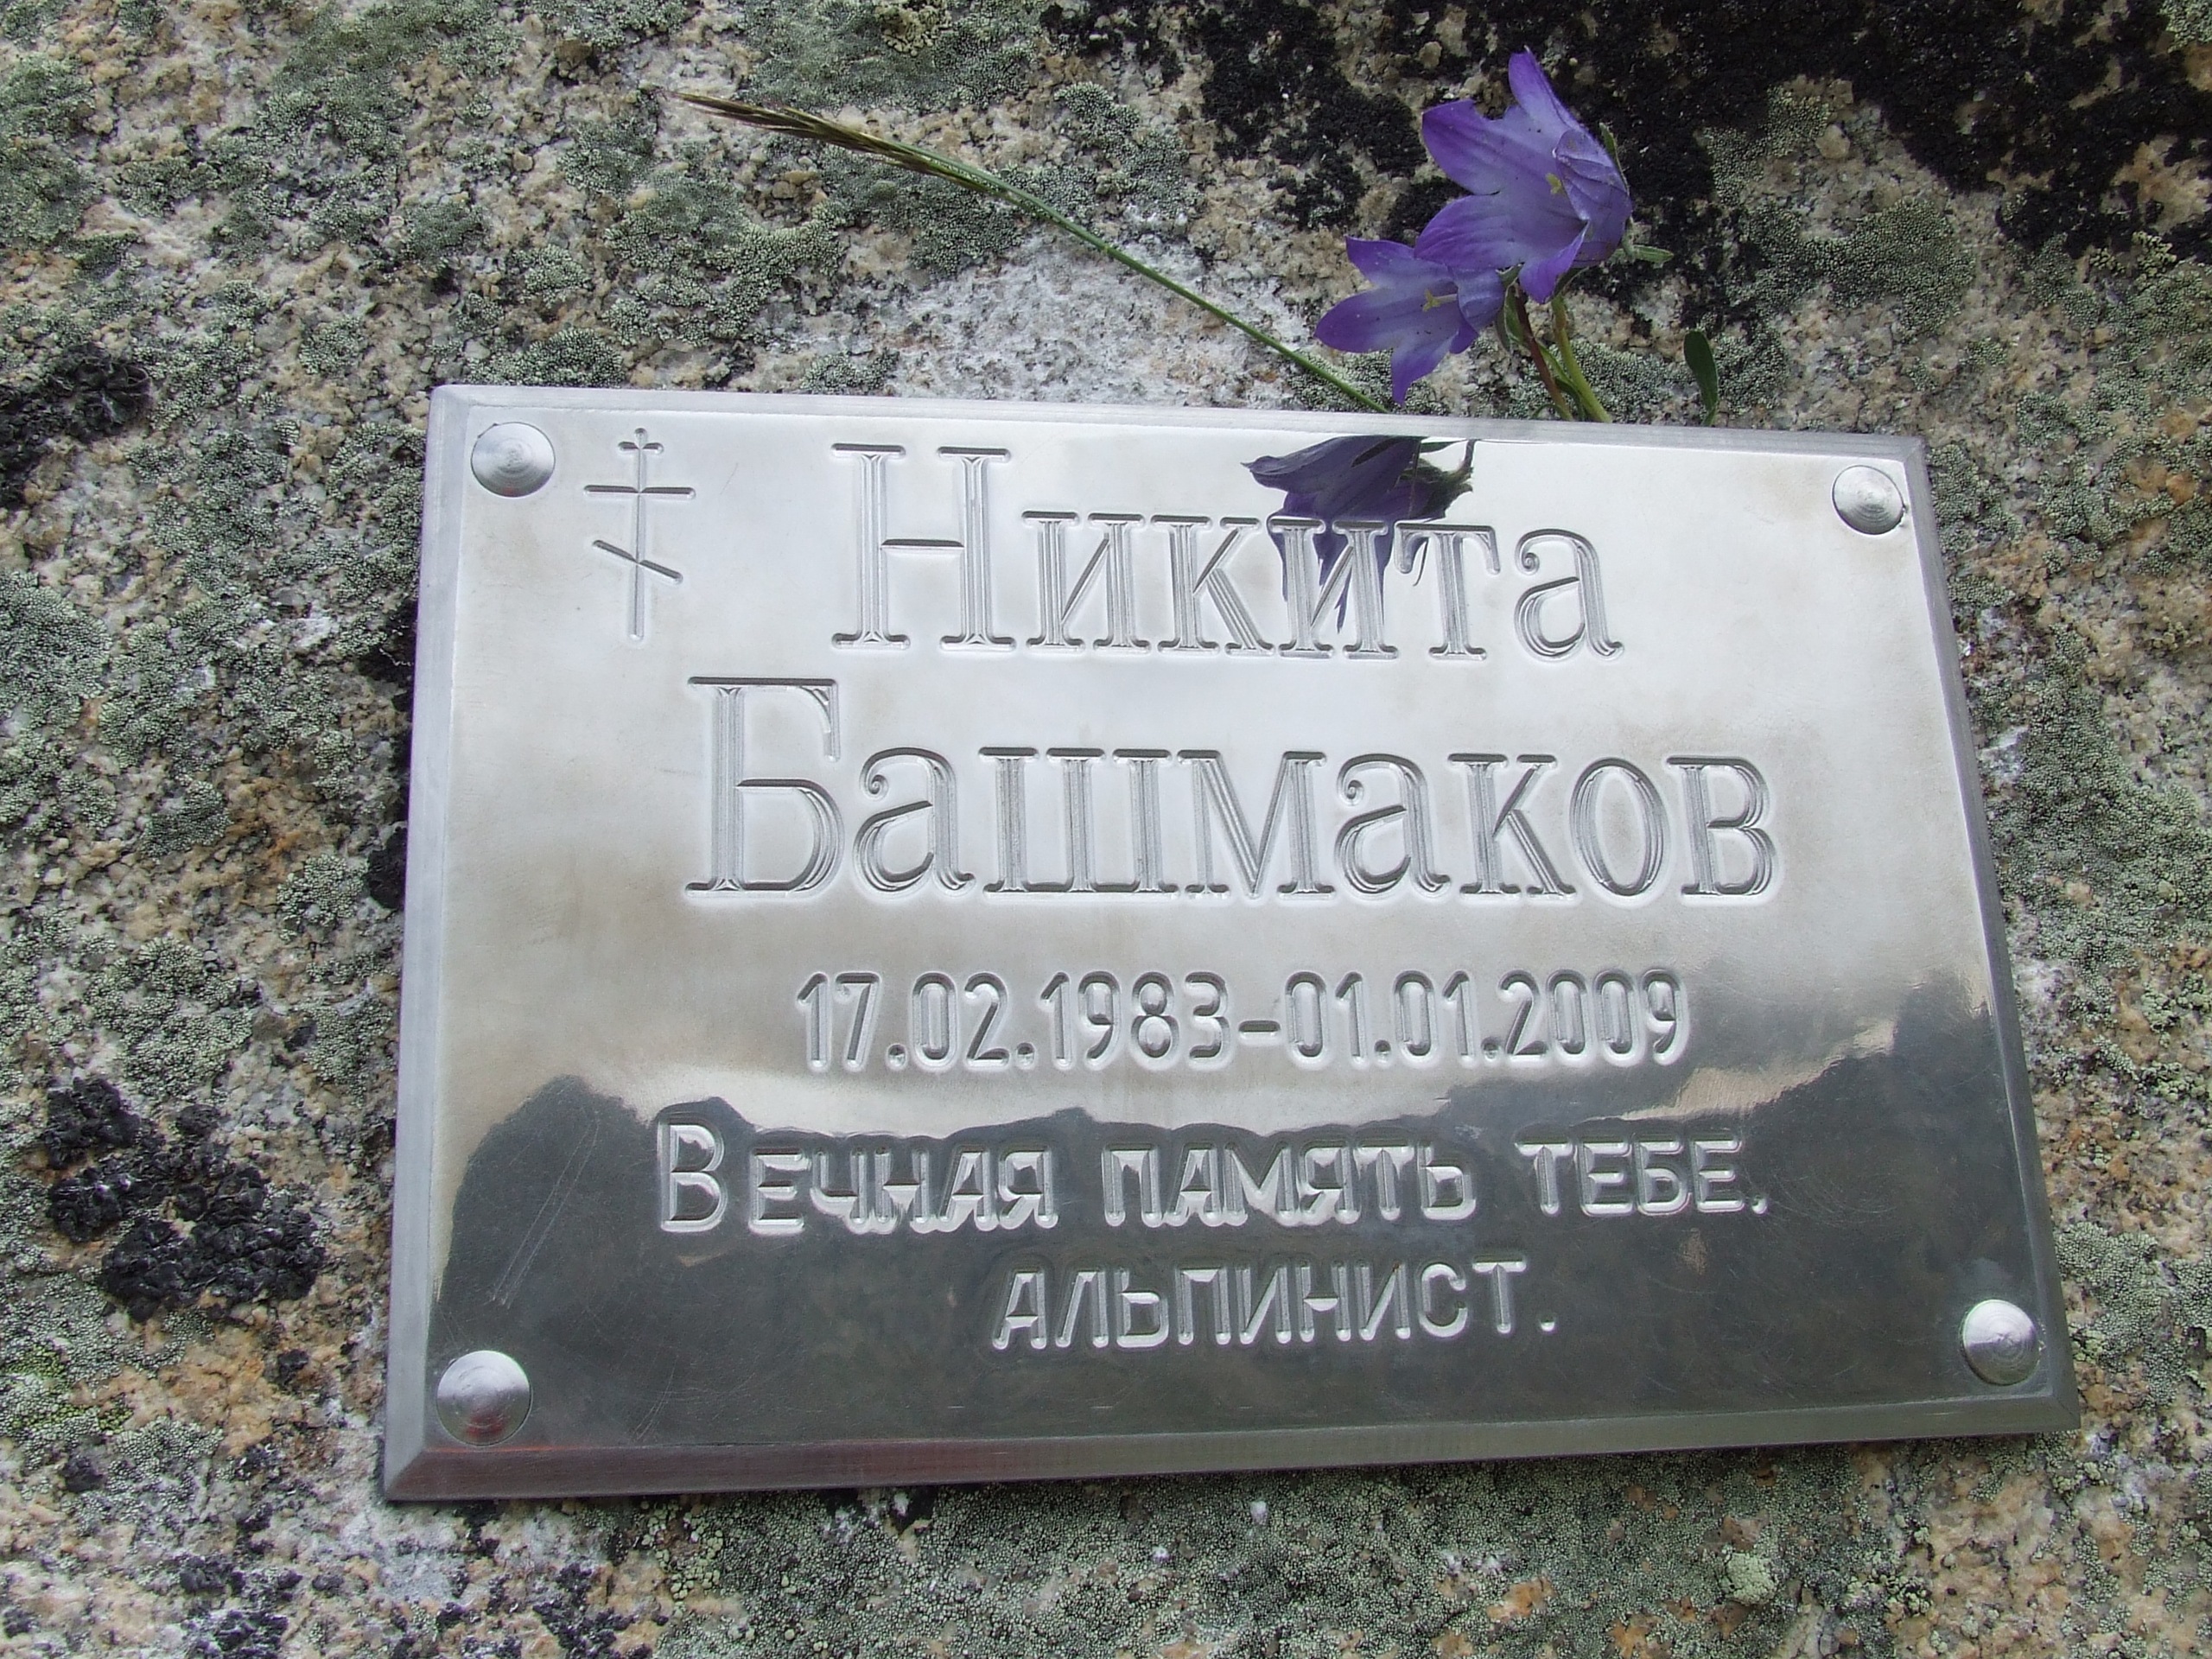 Никита
Башмаков
17.02.1983-01.01.2009
Вечная память тебе,
альпинист.